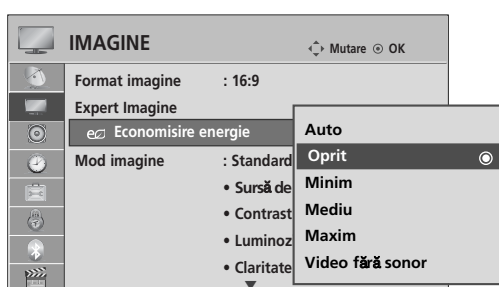 IMAGINE Mutare OK
Format imagine : 16:9
Expert Imagine
Economisire energie
Mod imagine : Standard
• Sursă de
• Contrast
• Luminoz
• Claritate
Auto
Oprit
Minim
Mediu
Maxim
Video fără sonor